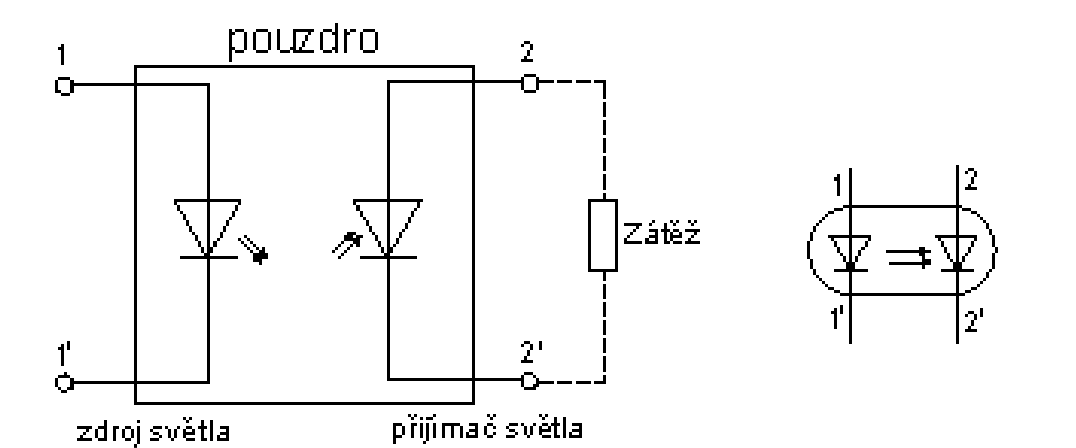 pouzdro
1
2
Zátěž
1'
2'
zdroj světla
přijímač světla
1
2
1'
2'